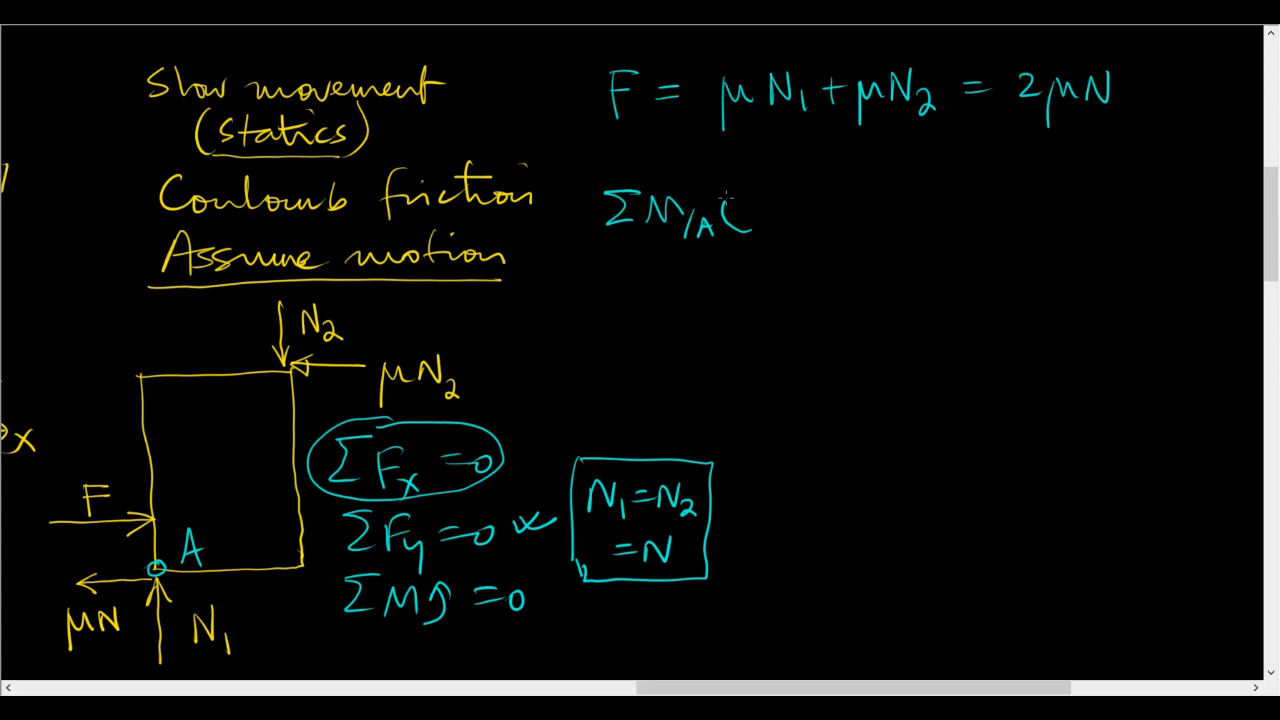 Slow movement
(statics)
Coulomb friction
Assume motion
N2
μN2
F
A
μN
N1
ΣFx =0
ΣFy =0
ΣM =0
N1=N2
=N
F = μN1+μN2 = 2μN
ΣM/A (
ex